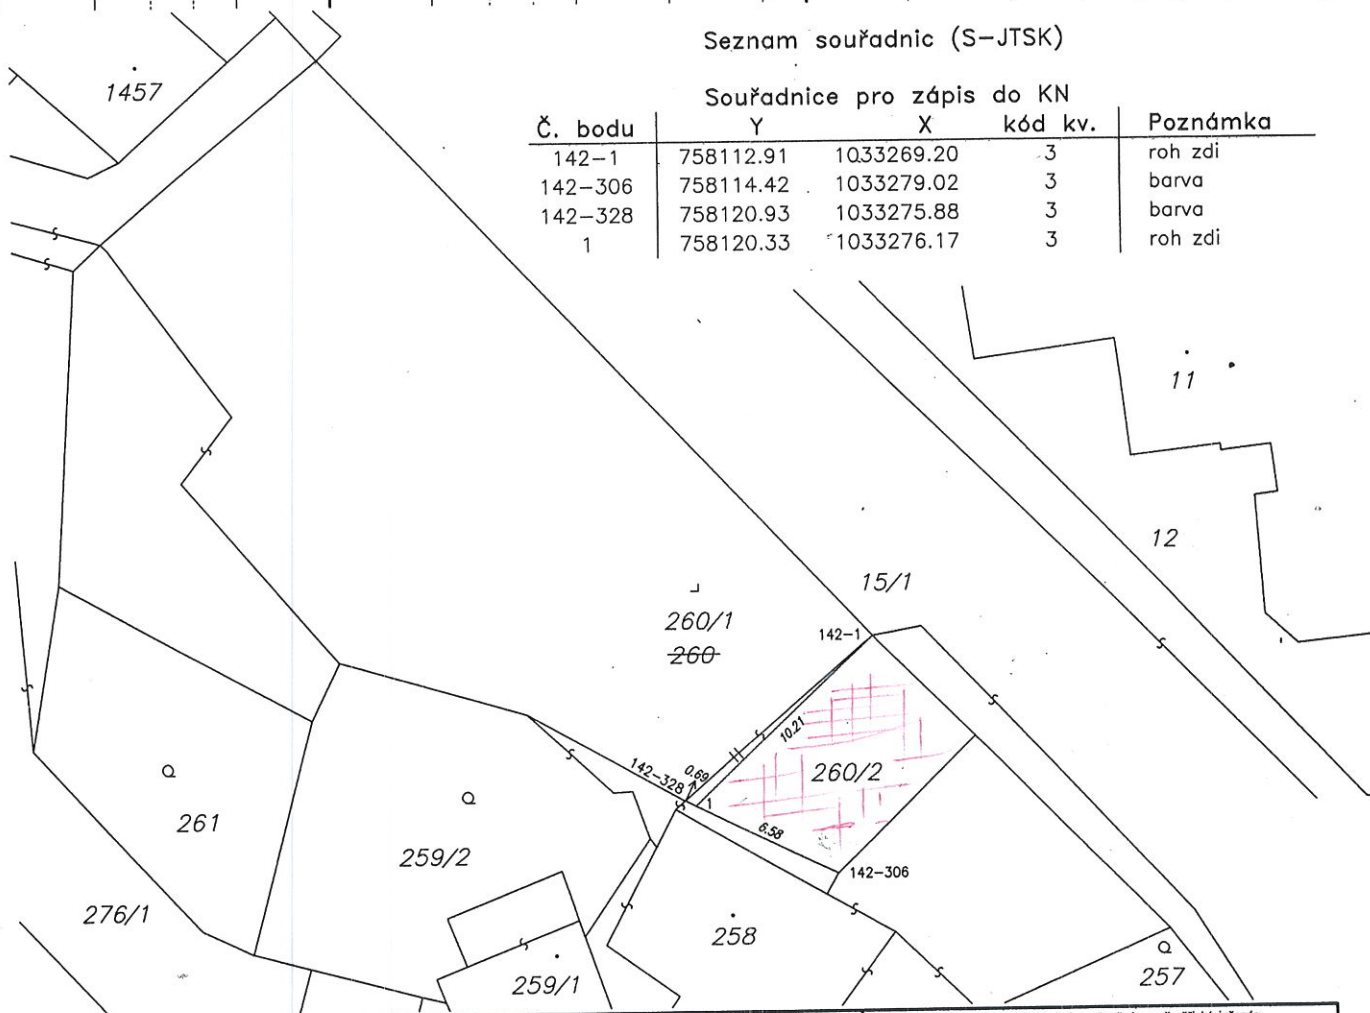 Seznam souřadnic (S-JTSK)
Souřadnice pro zápis do KN
Č. bodu Y X kód kv. Poznámka
142-1 758112.91 1033269.20 3 roh zdi
142-306 758114.42 1033279.02 3 barva
142-328 758120.93 1033275.88 3 barva
1 758120.33 1033276.17 3 roh zdi
1457
11
12
15/1
260/1
142-1
260
10.21
142-328
0.69
260/2
1
261
6.58
259/2
142-306
276/1
258
257
259/1